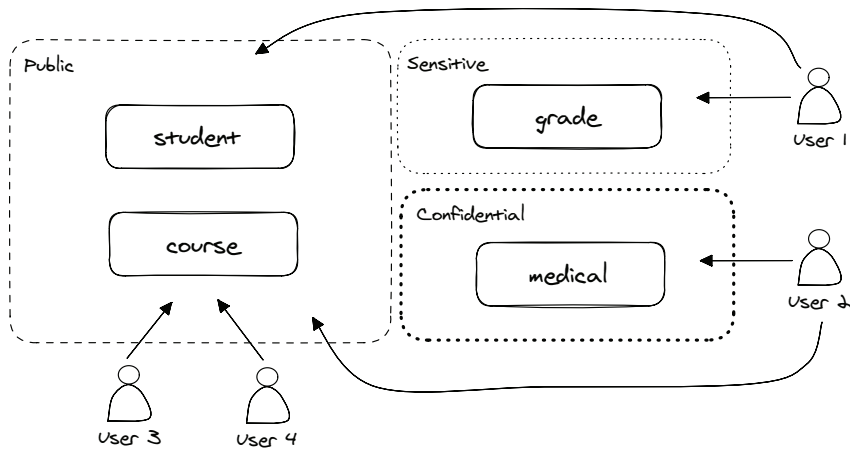 Public
student
course
Sensitive
grade
Confidential
medical
User 1
User 2
User 3
User 4